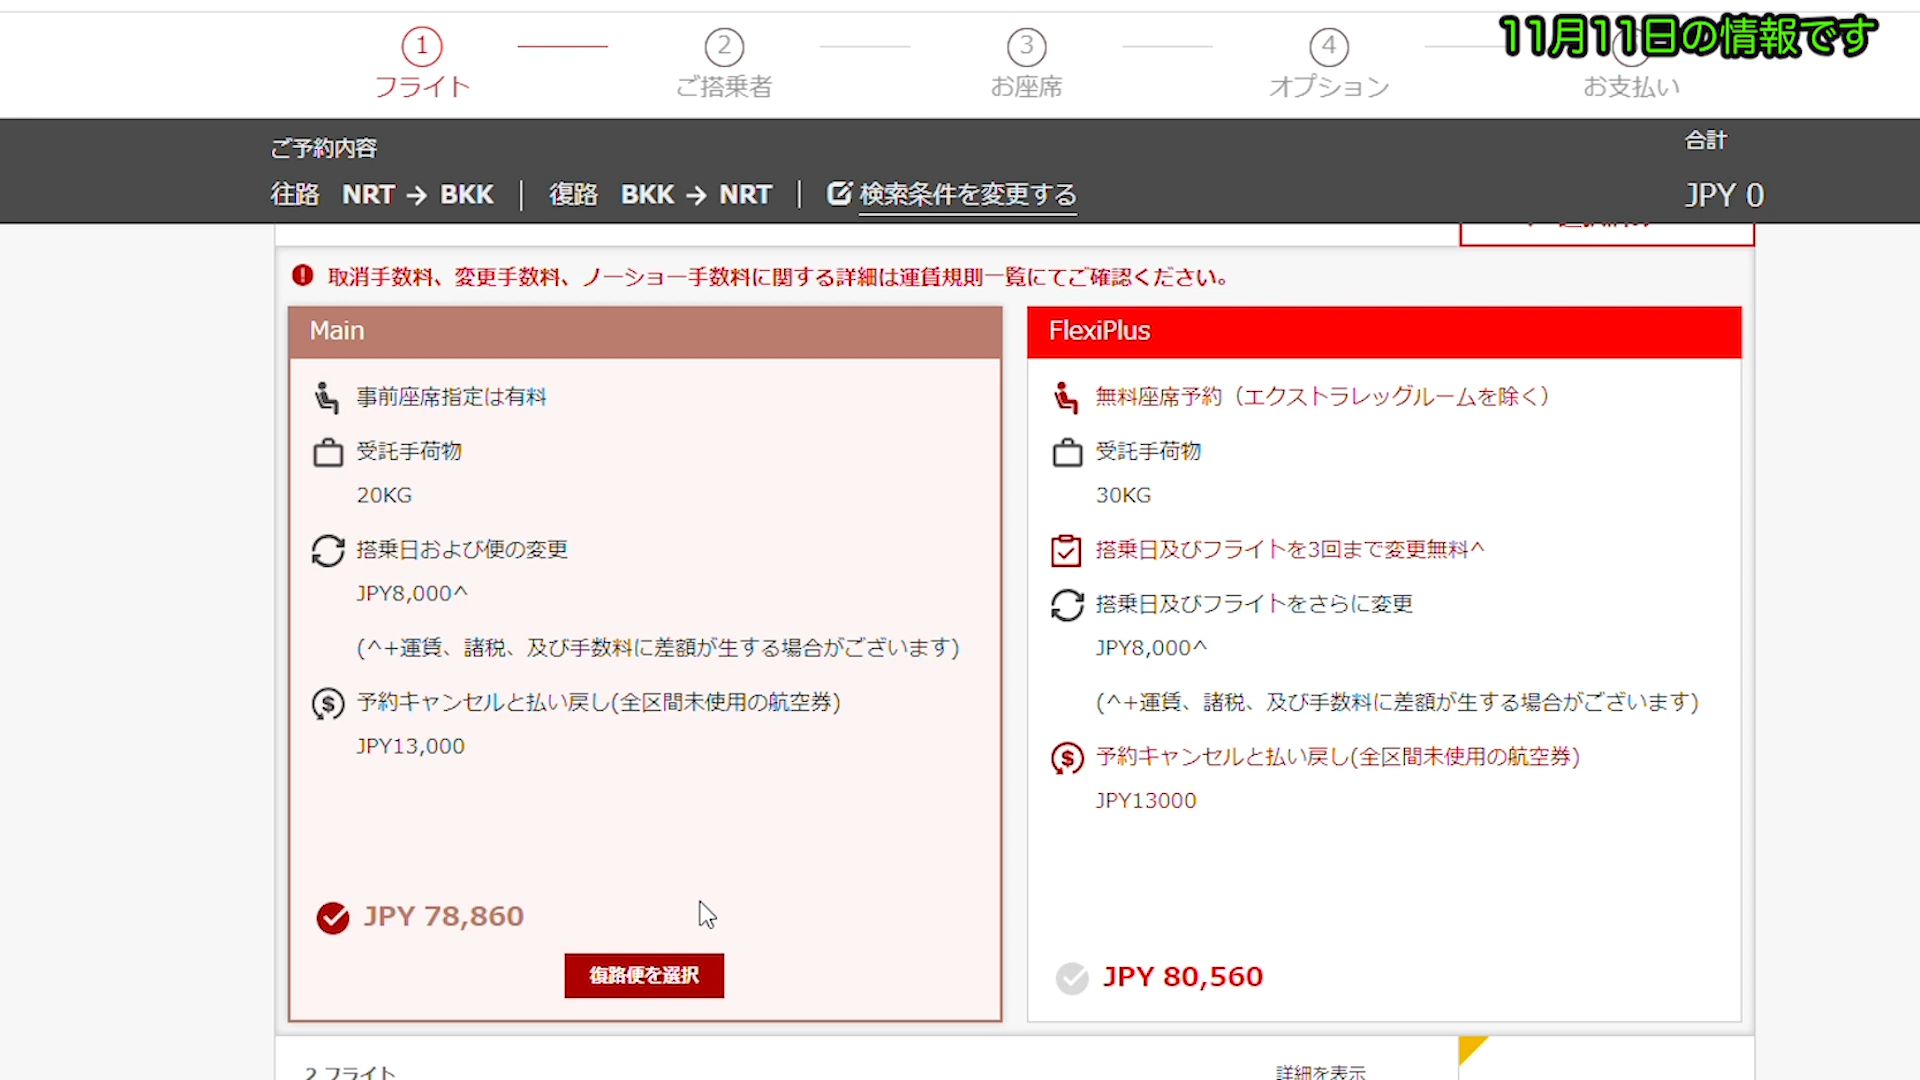 11月11日の情報です
1
2
3
4
フライト
ご搭乗者
お座席
オプション
お支払い
ご予約内容
合計
往路 NRT → BKK | 復路 BKK → NRT | 検索条件を変更する
JPY 0
取消手数料、変更手数料、ノーショー手数料に関する詳細は運賃規則一覧にてご確認ください。
Main
事前座席指定は有料
受託手荷物
20KG
搭乗日および便の変更
JPY8,000^
(^+運賃、諸税、及び手数料に差額が生する場合がございます)
予約キャンセルと払い戻し(全区間未使用の航空券)
JPY13,000
JPY 78,860
復路便を選択
FlexiPlus
無料座席予約（エクストラレッグルームを除く）
受託手荷物
30KG
搭乗日及びフライトを3回まで変更無料^
搭乗日及びフライトをさらに変更
JPY8,000^
(^+運賃、諸税、及び手数料に差額が生する場合がございます)
予約キャンセルと払い戻し(全区間未使用の航空券)
JPY13000
JPY 80,560
2 フライト
詳細を表示